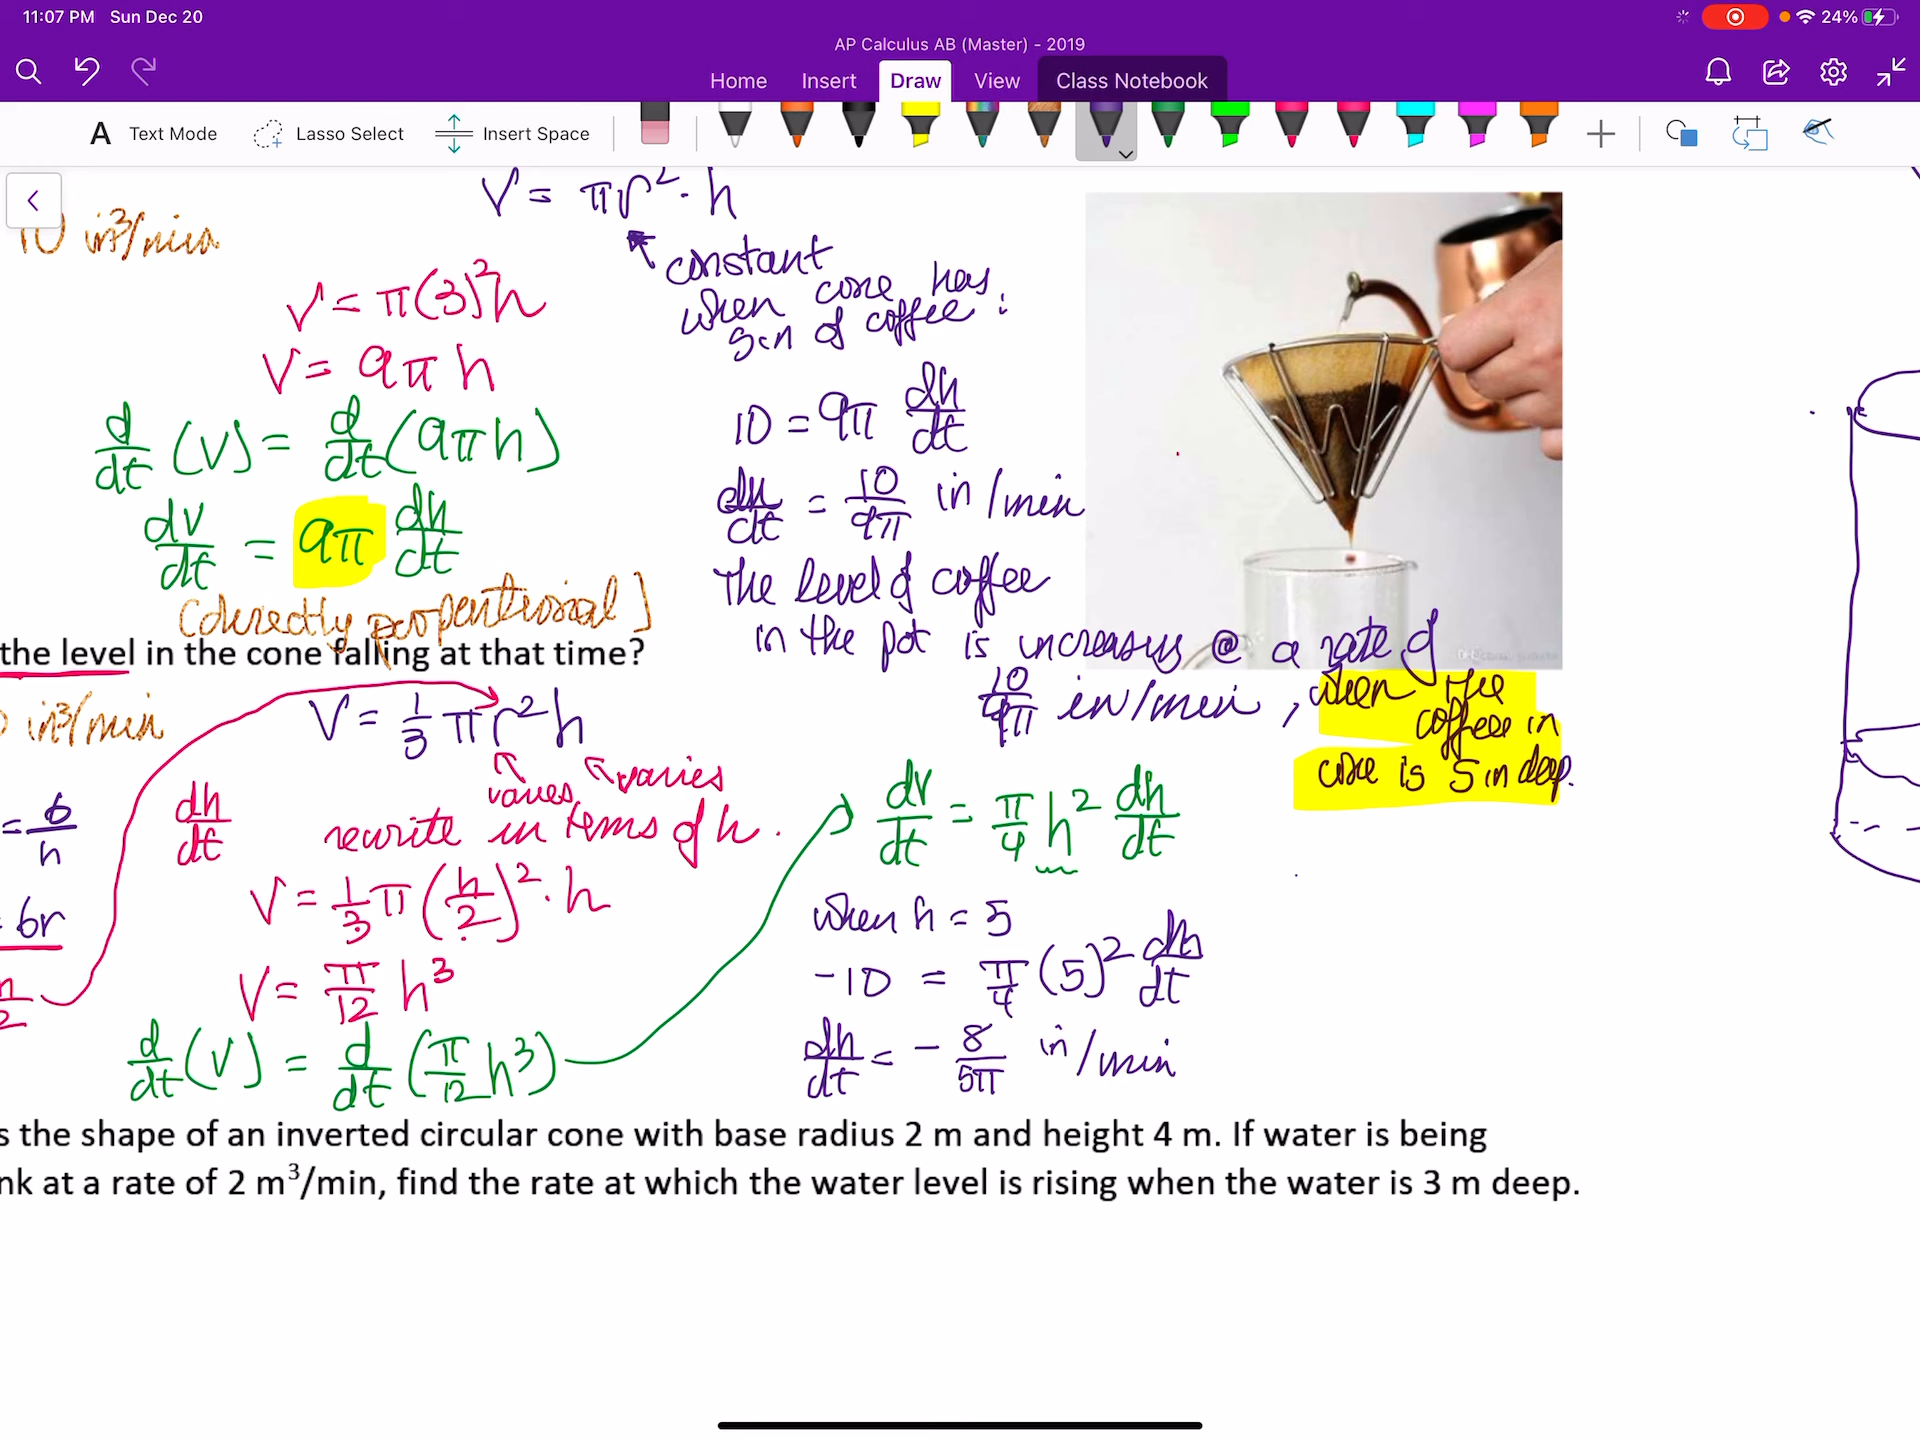 11:07 PM Sun Dec 20
24%
AP Calculus AB (Master) - 2019
Home Insert Draw View Class Notebook
A Text Mode Lasso Select Insert Space
V = πr² · h
10 in³/min
constant
when cone has
5in of coffee :
V = π(3)²h
V = 9π h
d/dt (V) = d/dt (9πh)
dV/dt = 9π dh/dt
(directly proportional)
10 = 9π dh/dt
dh/dt = 10/9π in/min
The level of coffee
in the pot is increasing @ a rate of
10/9π in/min, when the
coffee in
cone is 5 in deep.
the level in the cone falling at that time?
in³/min
V = 1/3 πr²h
varies varies
= 6/h
dh/dt
rewrite in terms of h.
6r
V = 1/3 π (h/2)² · h
V = π/12 h³
d/dt (V) = d/dt (π/12 h³)
dv/dt = π/4 h² dh/dt
when h = 5
-10 = π/4 (5)² dh/dt
dh/dt = - 8/5π in/min
s the shape of an inverted circular cone with base radius 2 m and height 4 m. If water is being
nk at a rate of 2 m³/min, find the rate at which the water level is rising when the water is 3 m deep.